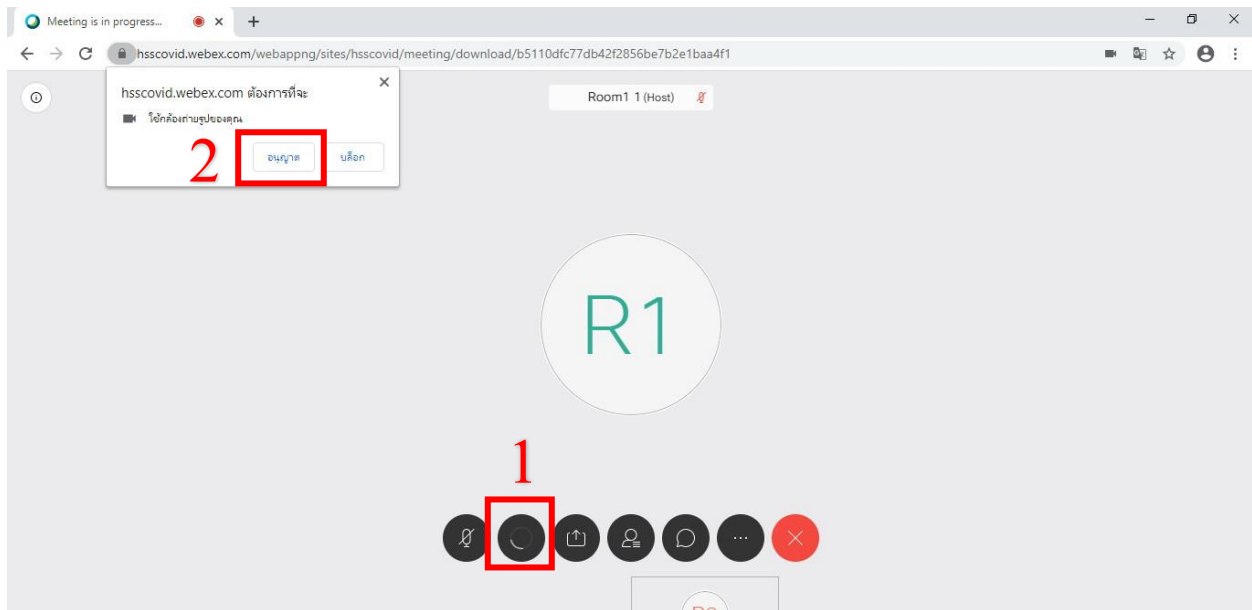 Meeting is in progress...
hsscovid.webex.com/webappng/sites/hsscovid/meeting/download/b5110dfc77db42f2856be7b2e1baa4f1
hsscovid.webex.com ต้องการที่จะ
ใช้กล้องถ่ายรูปของคุณ
2
อนุญาต
บล็อก
Room1 1 (Host)
R1
1